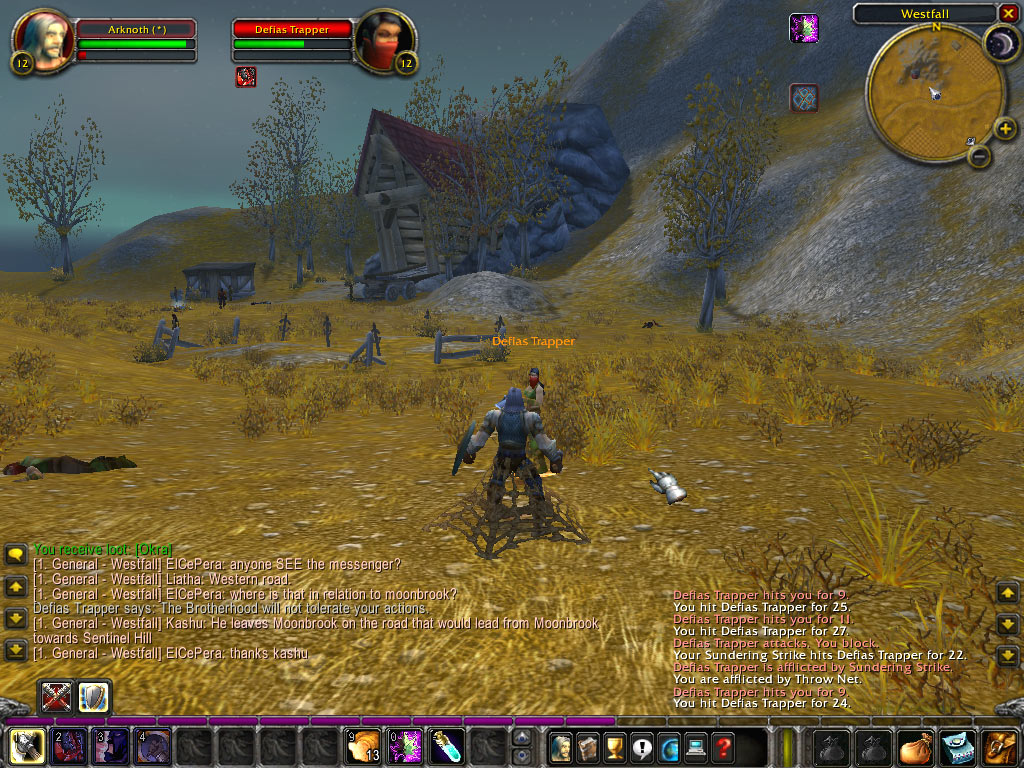 Arknoth (*)
12
Defias Trapper
12
Westfall
N
Defias Trapper
You receive loot: [Okra]
[1. General - Westfall] ElCePera: anyone SEE the messenger?
[1. General - Westfall] Liatha: Western road.
[1. General - Westfall] ElCePera: where is that in relation to moonbrook?
Defias Trapper says: The Brotherhood will not tolerate your actions.
[1. General - Westfall] Kashu: He leaves Moonbrook on the road that would lead from Moonbrook
towards Sentinel Hill
[1. General - Westfall] ElCePera: thanks kashu.
Defias Trapper hits you for 9.
You hit Defias Trapper for 25.
Defias Trapper hits you for 11.
You hit Defias Trapper for 27.
Defias Trapper attacks. You block.
Your Sundering Strike hits Defias Trapper for 22.
Defias Trapper is afflicted by Sundering Strike.
You are afflicted by Throw Net.
Defias Trapper hits you for 9.
You hit Defias Trapper for 24.
1
2
3
4
9
13
0